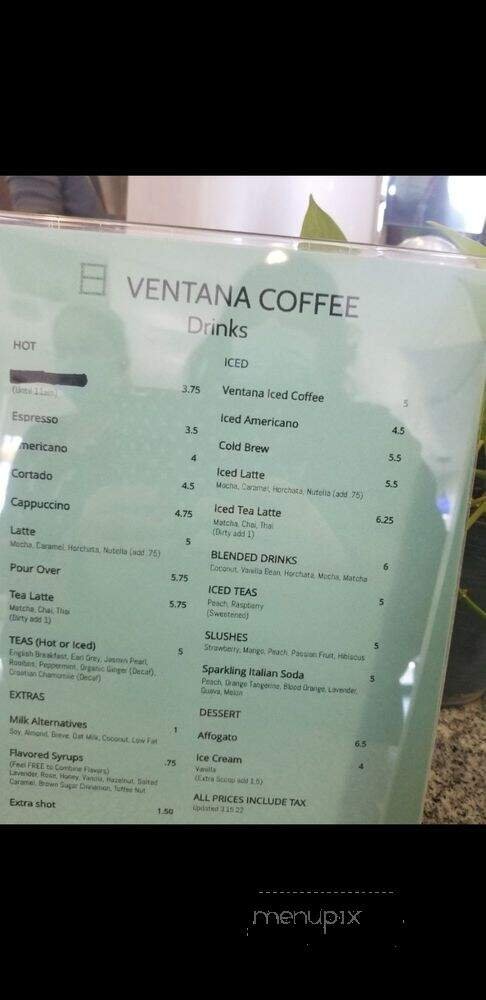 VENTANA COFFEE
Drinks
HOT
(Until 11am) 3.75
Espresso 3.5
mericano 4
Cortado 4.5
Cappuccino 4.75
Latte 5
Mocha, Caramel, Horchata, Nutella (add .75)
Pour Over 5.75
Tea Latte 5.75
Matcha, Chai, Thai
(Dirty add 1)
TEAS (Hot or Iced) 5
English Breakfast, Earl Grey, Jasmin Pearl,
Rooibos, Peppermint, Organic Ginger (Decaf),
Croatian Chamomile (Decaf)
EXTRAS
Milk Alternatives 1
Soy, Almond, Breve, Oat Milk, Coconut, Low Fat
Flavored Syrups .75
(Feel FREE to Combine Flavors)
Lavender, Rose, Honey, Vanilla, Hazelnut, Salted
Caramel, Brown Sugar Cinnamon, Toffee Nut
Extra shot 1.50
ICED
Ventana Iced Coffee 5
Iced Americano 4.5
Cold Brew 5.5
Iced Latte 5.5
Mocha, Caramel, Horchata, Nutella (add .75)
Iced Tea Latte 6.25
Matcha, Chai, Thai
(Dirty add 1)
BLENDED DRINKS 6
Coconut, Vanilla Bean, Horchata, Mocha, Matcha
ICED TEAS 5
Peach, Raspberry
(Sweetened)
SLUSHES 5
Strawberry, Mango, Peach, Passion Fruit, Hibiscus
Sparkling Italian Soda 5
Peach, Orange Tangerine, Blood Orange, Lavender,
Guava, Melon
DESSERT
Affogato 6.5
Ice Cream 4
Vanilla
(Extra Scoop add 1.5)
ALL PRICES INCLUDE TAX
Updated 3.15.22
menupix